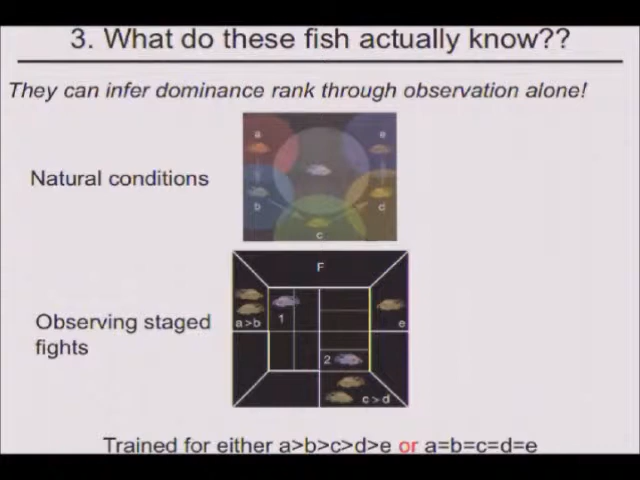 3. What do these fish actually know??
They can infer dominance rank through observation alone!
a
e
Natural conditions
b
d
c
F
1
a>b
e
Observing staged
fights
2
c>d
Trained for either a>b>c>d>e or a=b=c=d=e